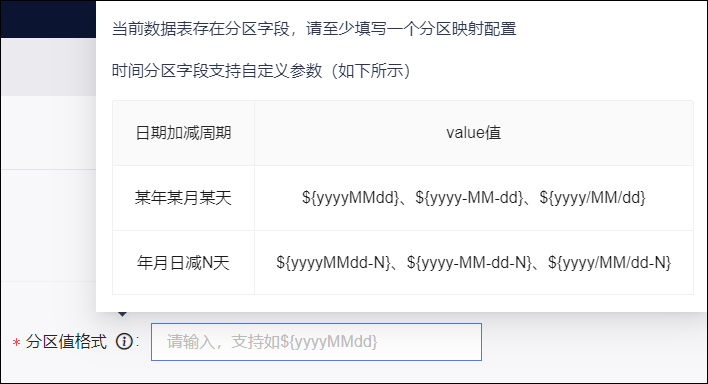 当前数据表存在分区字段，请至少填写一个分区映射配置
时间分区字段支持自定义参数（如下所示）
日期加减周期 value值
某年某月某天 ${yyyyMMdd}、${yyyy-MM-dd}、${yyyy/MM/dd}
年月日减N天 ${yyyyMMdd-N}、${yyyy-MM-dd-N}、${yyyy/MM/dd-N}
* 分区值格式 ⓘ: 请输入，支持如${yyyyMMdd}